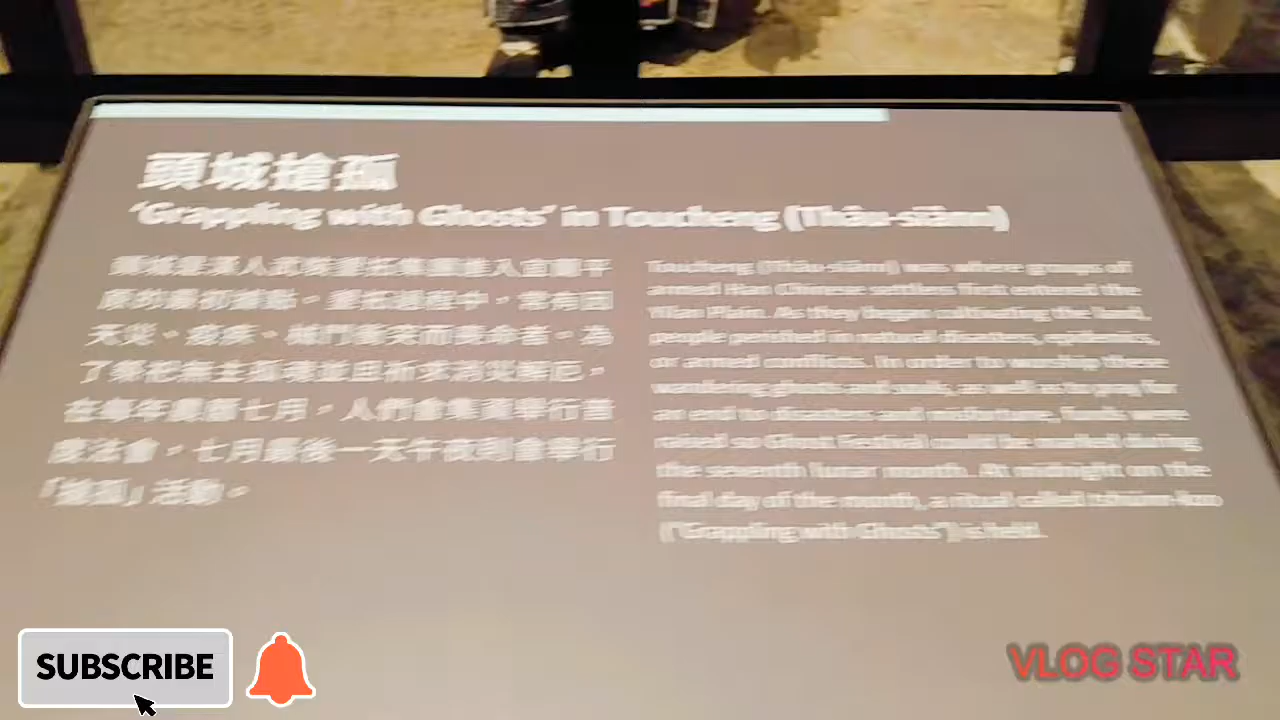 頭城搶孤
'Grappling with Ghosts' in Toucheng (Thâu-siânn)
頭城是漢人武裝墾拓集團進入宜蘭平
原的最初據點。墾拓過程中,常有因
天災、疫疾、械鬥衝突而喪命者。為
了祭祀無主孤魂並且祈求消災解厄,
在每年農曆七月,人們會集資舉行普
度法會,七月最後一天午夜則會舉行
「搶孤」活動。
Toucheng (Thâu-siânn) was where groups of
armed Han Chinese settlers first entered the
Yilan Plain. As they began cultivating the land,
people perished in natural disasters, epidemics,
or armed conflicts. In order to worship these
wandering ghosts and souls, as well as to pray for
an end to disasters and misfortune, funds were
raised so Ghost Festival could be
held during
the seventh lunar month. At midnight on the
final day of the month, a ritual called
('Grappling with Ghosts') is held.
SUBSCRIBE
VLOG STAR